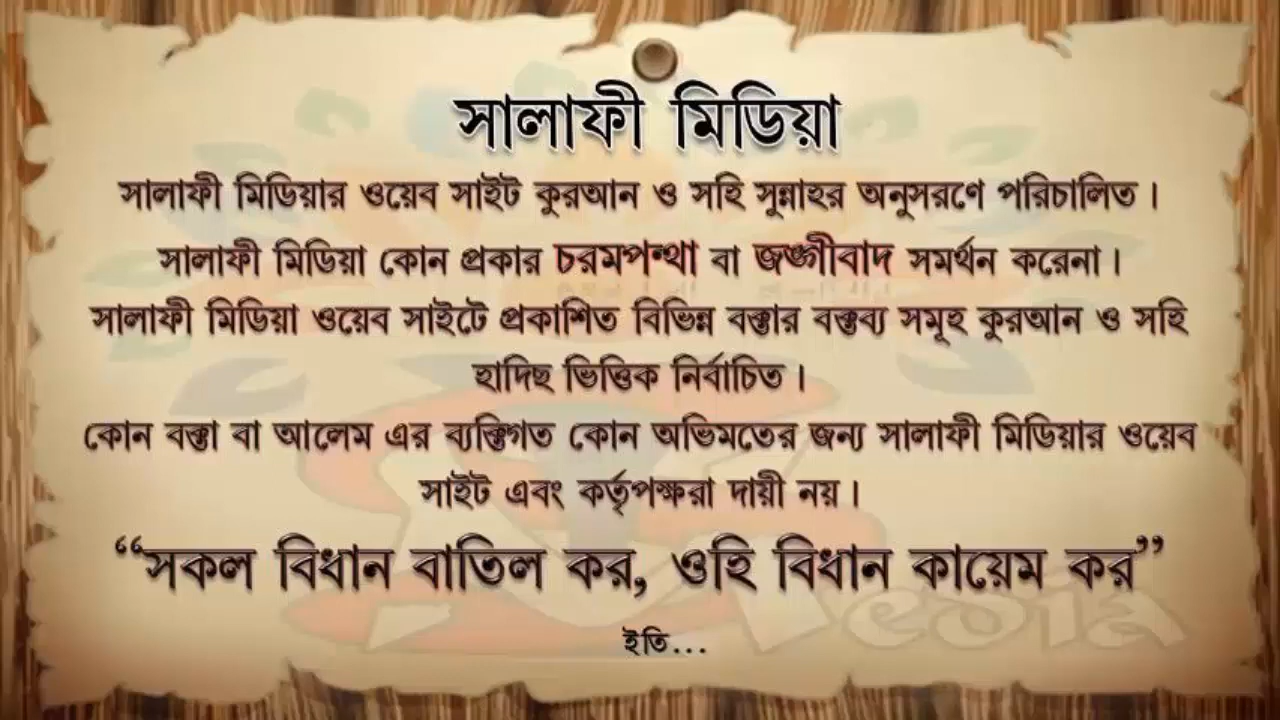 সালাফী মিডিয়া
সালাফী মিডিয়ার ওয়েব সাইট কুরআন ও সহি সুন্নাহর অনুসরণে পরিচালিত।
সালাফী মিডিয়া কোন প্রকার চরমপন্থা বা জঙ্গীবাদ সমর্থন করেনা।
সালাফী মিডিয়া ওয়েব সাইটে প্রকাশিত বিভিন্ন বক্তার বক্তব্য সমূহ কুরআন ও সহি
হাদিছ ভিত্তিক নির্বাচিত।
কোন বক্তা বা আলেম এর ব্যক্তিগত কোন অভিমতের জন্য সালাফী মিডিয়ার ওয়েব
সাইট এবং কর্তৃপক্ষরা দায়ী নয়।
“সকল বিধান বাতিল কর, ওহি বিধান কায়েম কর”
Media
ইতি...